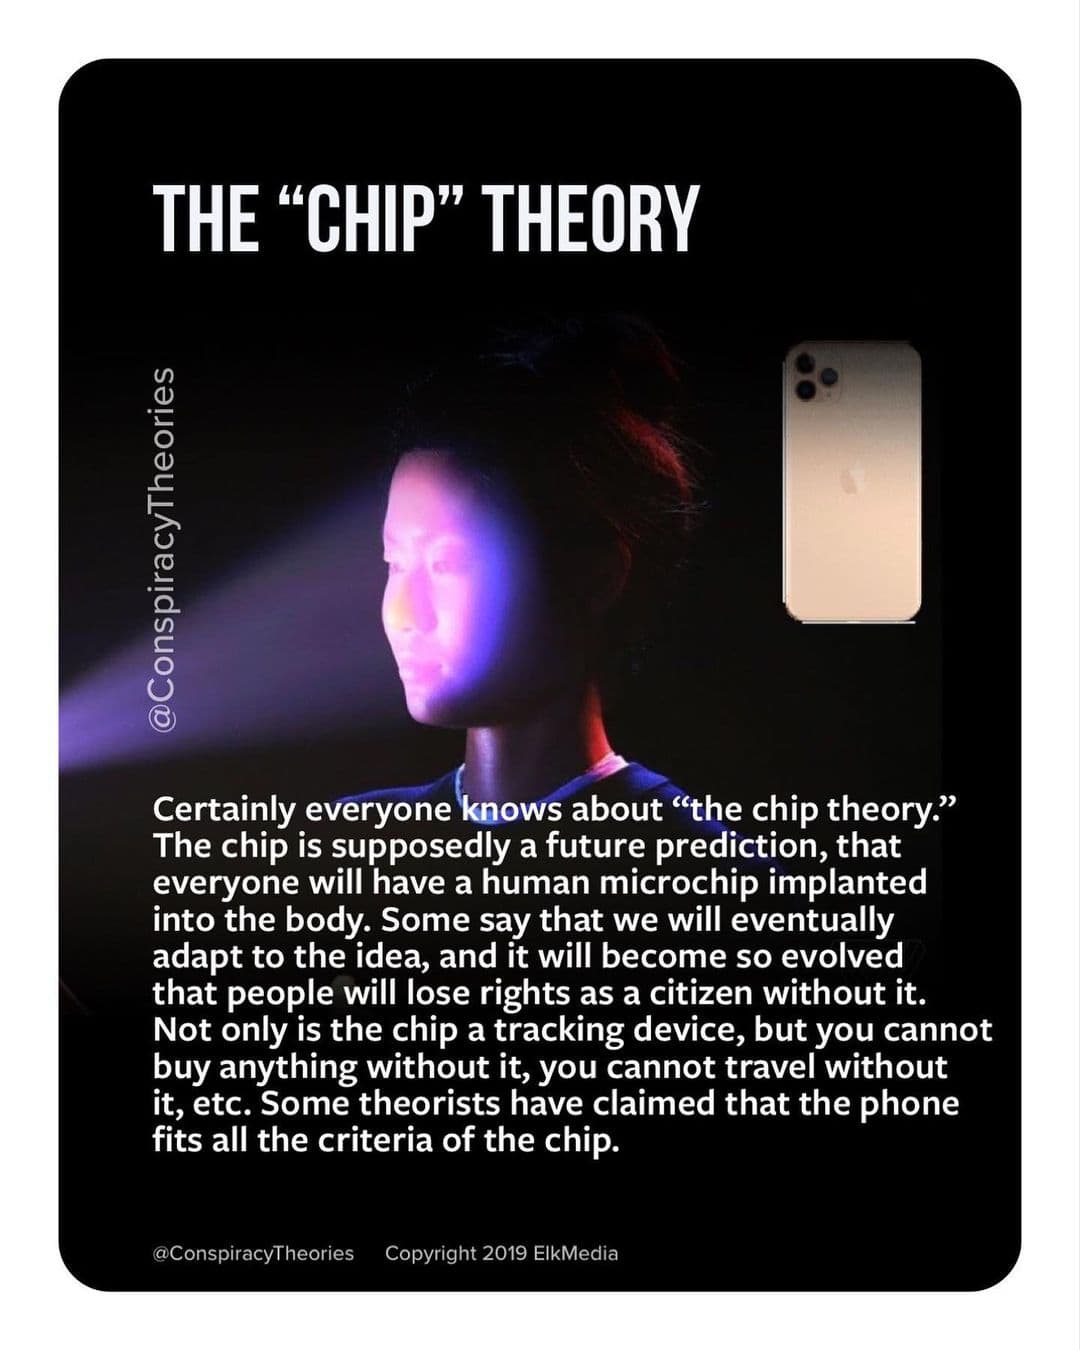 THE “CHIP” THEORY
@ConspiracyTheories
Certainly everyone knows about “the chip theory.”
The chip is supposedly a future prediction, that
everyone will have a human microchip implanted
into the body. Some say that we will eventually
adapt to the idea, and it will become so evolved
that people will lose rights as a citizen without it.
Not only is the chip a tracking device, but you cannot
buy anything without it, you cannot travel without
it, etc. Some theorists have claimed that the phone
fits all the criteria of the chip.
@ConspiracyTheories Copyright 2019 ElkMedia